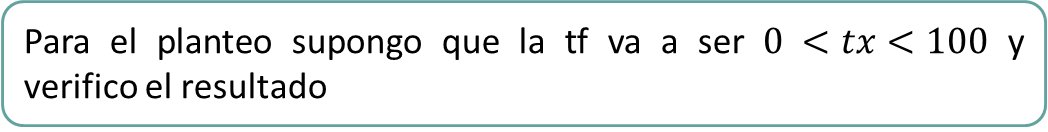 Para el planteo supongo que la tf va a ser 0 < tx < 100 y
verifico el resultado